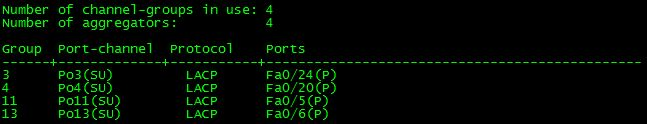 Number of channel-groups in use: 4
Number of aggregators:           4

Group  Port-channel  Protocol    Ports
------+-------------+-----------+-----------------------------------------------
3      Po3(SU)         LACP      Fa0/24(P)
4      Po4(SU)         LACP      Fa0/20(P)
11     Po11(SU)        LACP      Fa0/5(P)
13     Po13(SU)        LACP      Fa0/6(P)